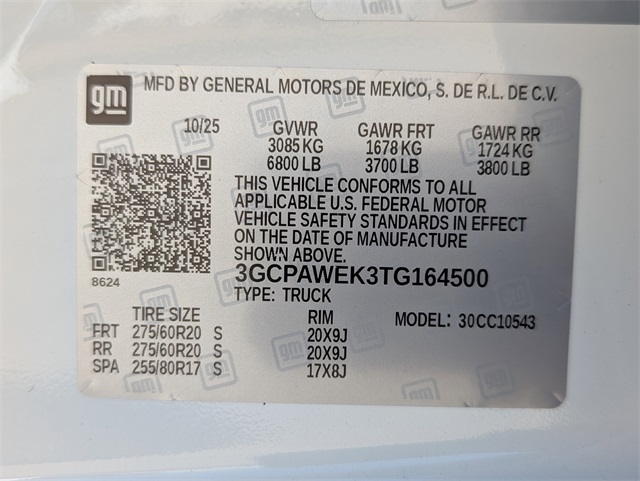 gm MFD BY GENERAL MOTORS DE MEXICO, S. DE R.L. DE C.V.
10/25 GVWR GAWR FRT GAWR RR
3085 KG 1678 KG 1724 KG
6800 LB 3700 LB 3800 LB
THIS VEHICLE CONFORMS TO ALL
APPLICABLE U.S. FEDERAL MOTOR
VEHICLE SAFETY STANDARDS IN EFFECT
ON THE DATE OF MANUFACTURE
SHOWN ABOVE.
3GCPAWEK3TG164500
8624
TYPE: TRUCK
TIRE SIZE RIM MODEL: 30CC10543
FRT 275/60R20 S 20X9J
RR 275/60R20 S 20X9J
SPA 255/80R17 S 17X8J